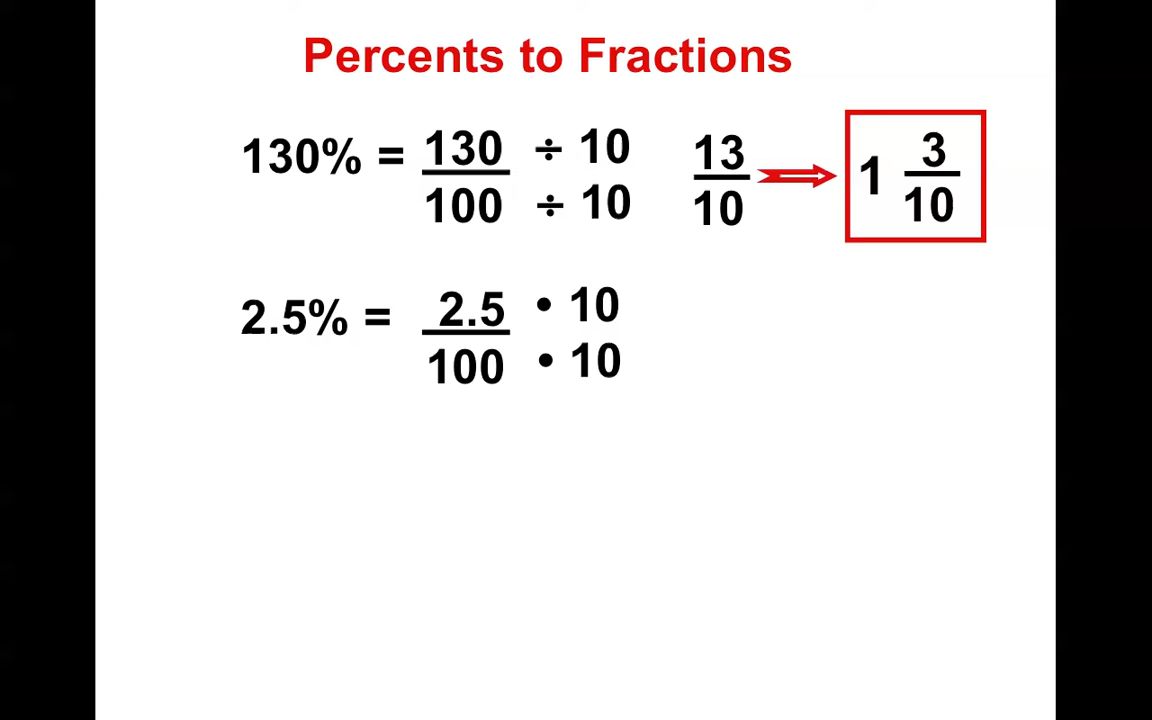 Percents to Fractions
130% = 130/100 ÷ 10/÷ 10 13/10 1 3/10
2.5% = 2.5/100 • 10/• 10